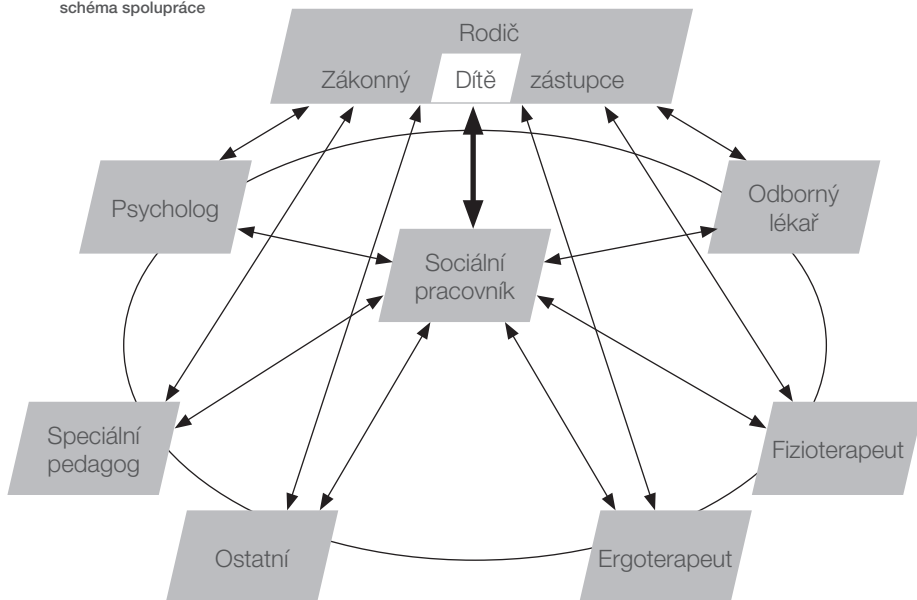 schéma spolupráce
Rodič
Zákonný Dítě zástupce
Psycholog
Odborný
lékař
Sociální
pracovník
Speciální
pedagog
Fizioterapeut
Ostatní
Ergoterapeut